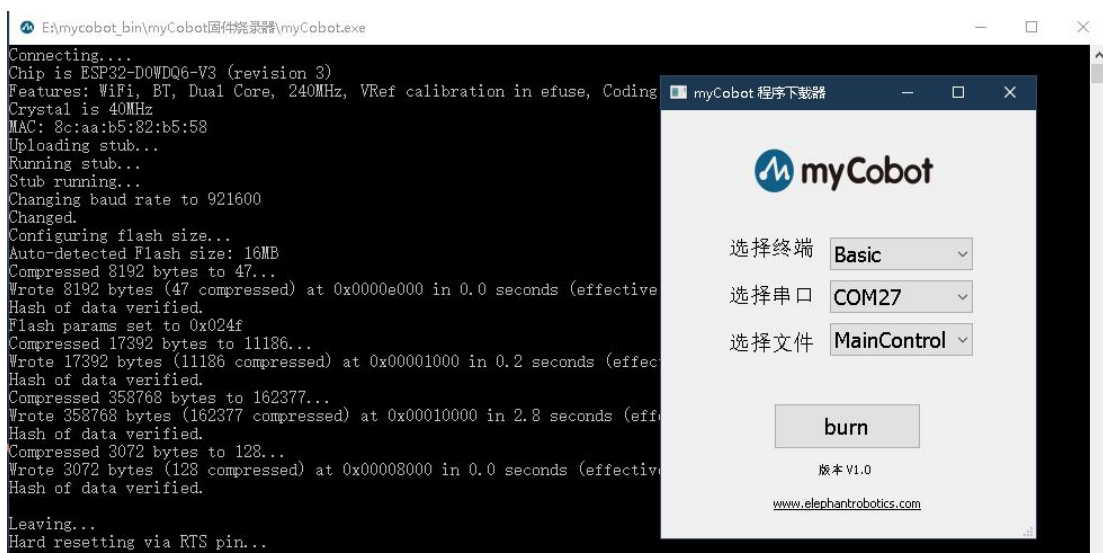 E:\mycobot_bin\myCobot固件烧录器\myCobot.exe
Connecting....
Chip is ESP32-D0WDQ6-V3 (revision 3)
Features: WiFi, BT, Dual Core, 240MHz, VRef calibration in efuse, Coding
Crystal is 40MHz
MAC: 8c:aa:b5:82:b5:58
Uploading stub...
Running stub...
Stub running...
Changing baud rate to 921600
Changed.
Configuring flash size...
Auto-detected Flash size: 16MB
Compressed 8192 bytes to 47...
Wrote 8192 bytes (47 compressed) at 0x0000e000 in 0.0 seconds (effective
Hash of data verified.
Flash params set to 0x024f
Compressed 17392 bytes to 11186...
Wrote 17392 bytes (11186 compressed) at 0x00001000 in 0.2 seconds (effec
Hash of data verified.
Compressed 358768 bytes to 162377...
Wrote 358768 bytes (162377 compressed) at 0x00010000 in 2.8 seconds (eff
Hash of data verified.
Compressed 3072 bytes to 128...
Wrote 3072 bytes (128 compressed) at 0x00008000 in 0.0 seconds (effectiv
Hash of data verified.
Leaving...
Hard resetting via RTS pin...
myCobot 程序下载器
myCobot
选择终端 Basic
选择串口 COM27
选择文件 MainControl
burn
版本 V1.0
www.elephantrobotics.com